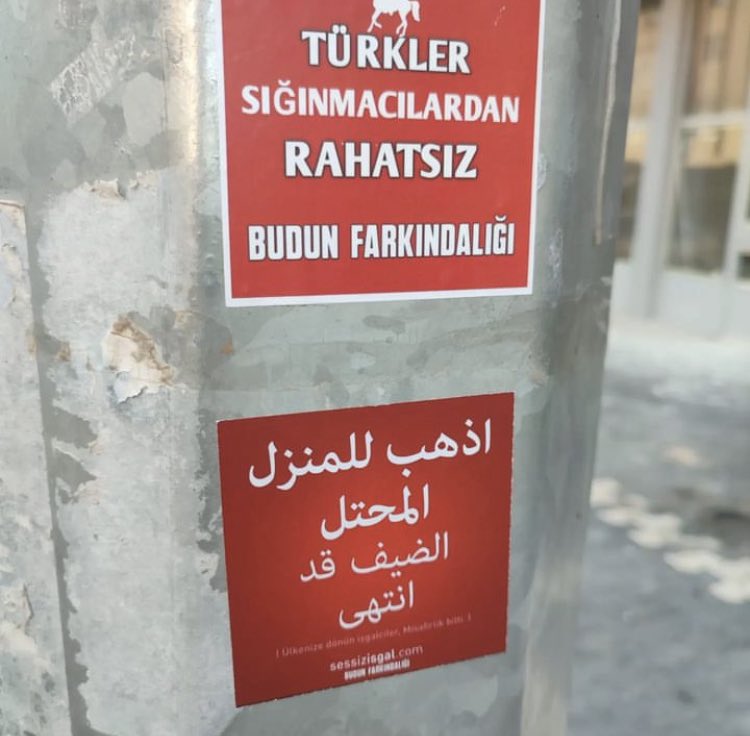 TÜRKLER
SIĞINMACILARDAN
RAHATSIZ
BUDUN FARKINDALIĞI
اذهب للمنزل
المحتل
الضيف قد
انتهى
( Ülkenize dönün işgalciler, Misafirlik bitti. )
sessizisgal.com
BUDUN FARKINDALIĞI